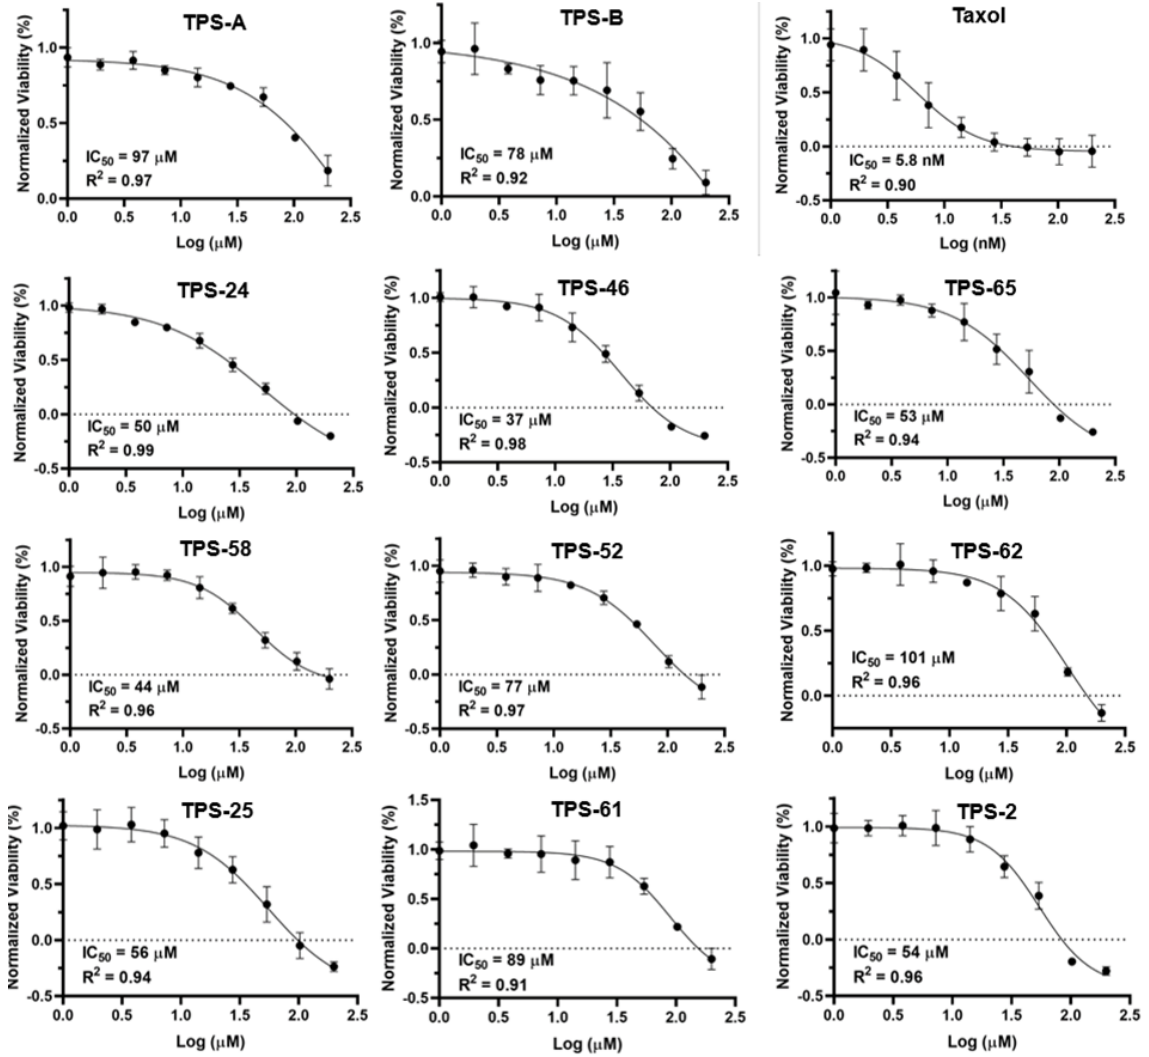 TPS-A
Normalized Viability (%)
1.0
0.5
0.0
IC50 = 97 μM
R2 = 0.97
0.0 0.5 1.0 1.5 2.0 2.5
Log (μM)
TPS-B
Normalized Viability (%)
1.0
0.5
0.0
IC50 = 78 μM
R2 = 0.92
0.0 0.5 1.0 1.5 2.0 2.5
Log (μM)
Taxol
Normalized Viability (%)
1.0
0.5
0.0
-0.5
IC50 = 5.8 nM
R2 = 0.90
0.0 0.5 1.0 1.5 2.0 2.5
Log (nM)
TPS-24
Normalized Viability (%)
1.0
0.5
0.0
-0.5
IC50 = 50 μM
R2 = 0.99
0.0 0.5 1.0 1.5 2.0 2.5
Log (μM)
TPS-46
Normalized Viability (%)
1.0
0.5
0.0
-0.5
IC50 = 37 μM
R2 = 0.98
0.0 0.5 1.0 1.5 2.0 2.5
Log (μM)
TPS-65
Normalized Viability (%)
1.0
0.5
0.0
-0.5
IC50 = 53 μM
R2 = 0.94
0.0 0.5 1.0 1.5 2.0 2.5
Log (μM)
TPS-58
Normalized Viability (%)
1.0
0.5
0.0
-0.5
IC50 = 44 μM
R2 = 0.96
0.0 0.5 1.0 1.5 2.0 2.5
Log (μM)
TPS-52
Normalized Viability (%)
1.0
0.5
0.0
-0.5
IC50 = 77 μM
R2 = 0.97
0.0 0.5 1.0 1.5 2.0 2.5
Log (μM)
TPS-62
Normalized Viability (%)
1.0
0.5
0.0
IC50 = 101 μM
R2 = 0.96
0.0 0.5 1.0 1.5 2.0 2.5
Log (μM)
TPS-25
Normalized Viability (%)
1.0
0.5
0.0
-0.5
IC50 = 56 μM
R2 = 0.94
0.0 0.5 1.0 1.5 2.0 2.5
Log (μM)
TPS-61
Normalized Viability (%)
1.5
1.0
0.5
0.0
-0.5
IC50 = 89 μM
R2 = 0.91
0.0 0.5 1.0 1.5 2.0 2.5
Log (μM)
TPS-2
Normalized Viability (%)
1.0
0.5
0.0
-0.5
IC50 = 54 μM
R2 = 0.96
0.0 0.5 1.0 1.5 2.0 2.5
Log (μM)